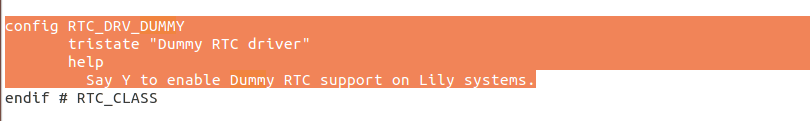 config RTC_DRV_DUMMY
tristate "Dummy RTC driver"
help
Say Y to enable Dummy RTC support on Lily systems.
endif # RTC_CLASS